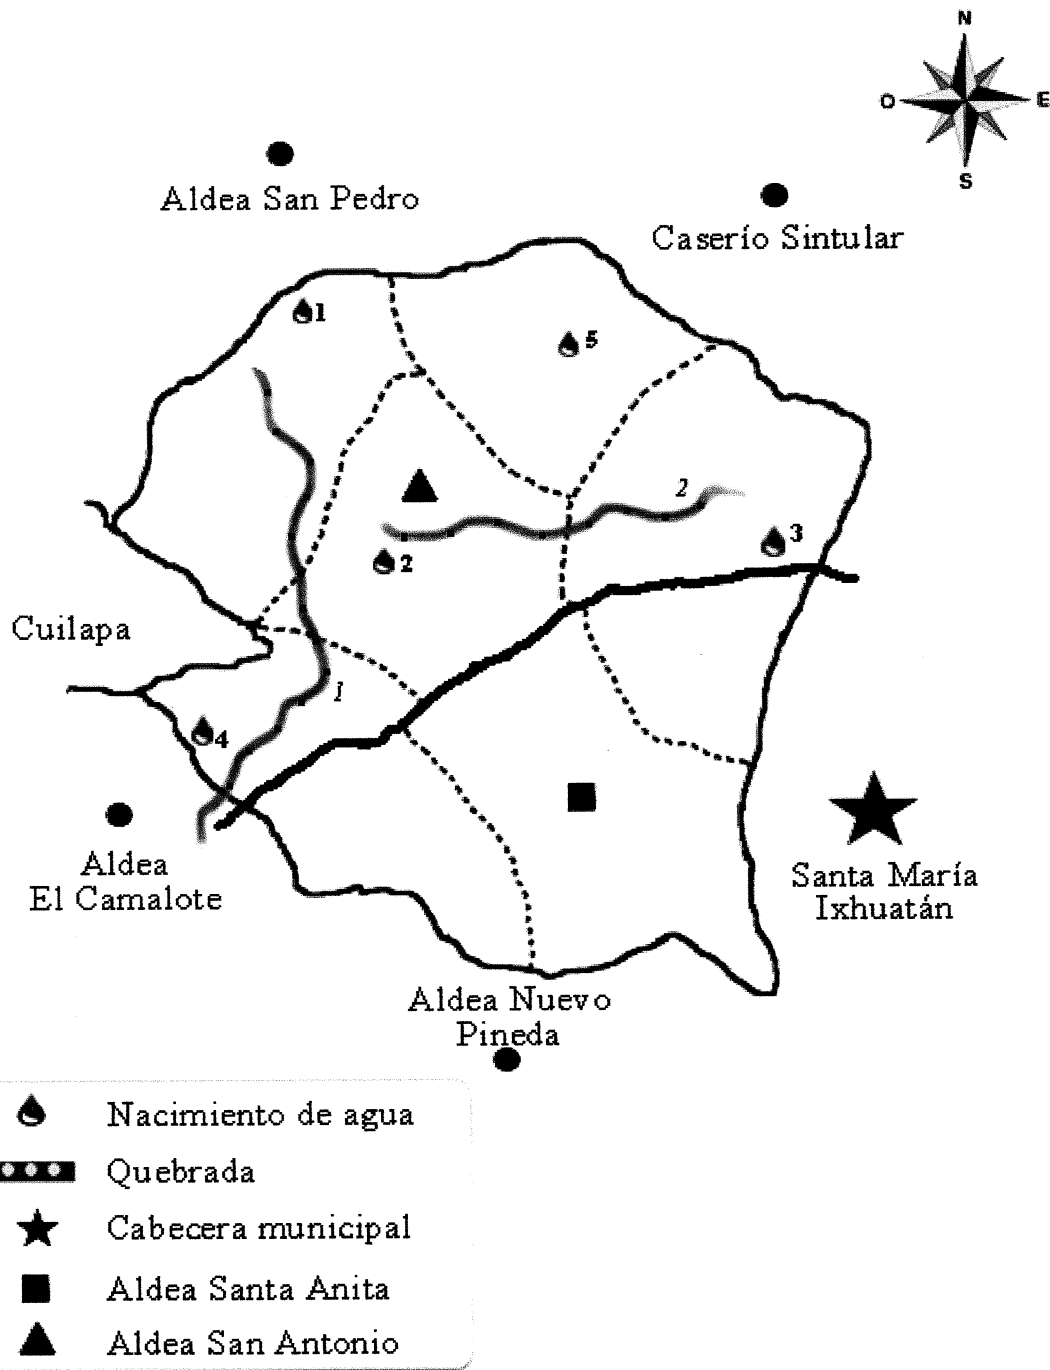 N
O
E
S
Aldea San Pedro
Caserío Sintular
1
5
2
2
3
Cuilapa
1
4
Aldea
El Camalote
Santa María
Ixhuatán
Aldea Nuevo
Pineda
Nacimiento de agua
Quebrada
Cabecera municipal
Aldea Santa Anita
Aldea San Antonio